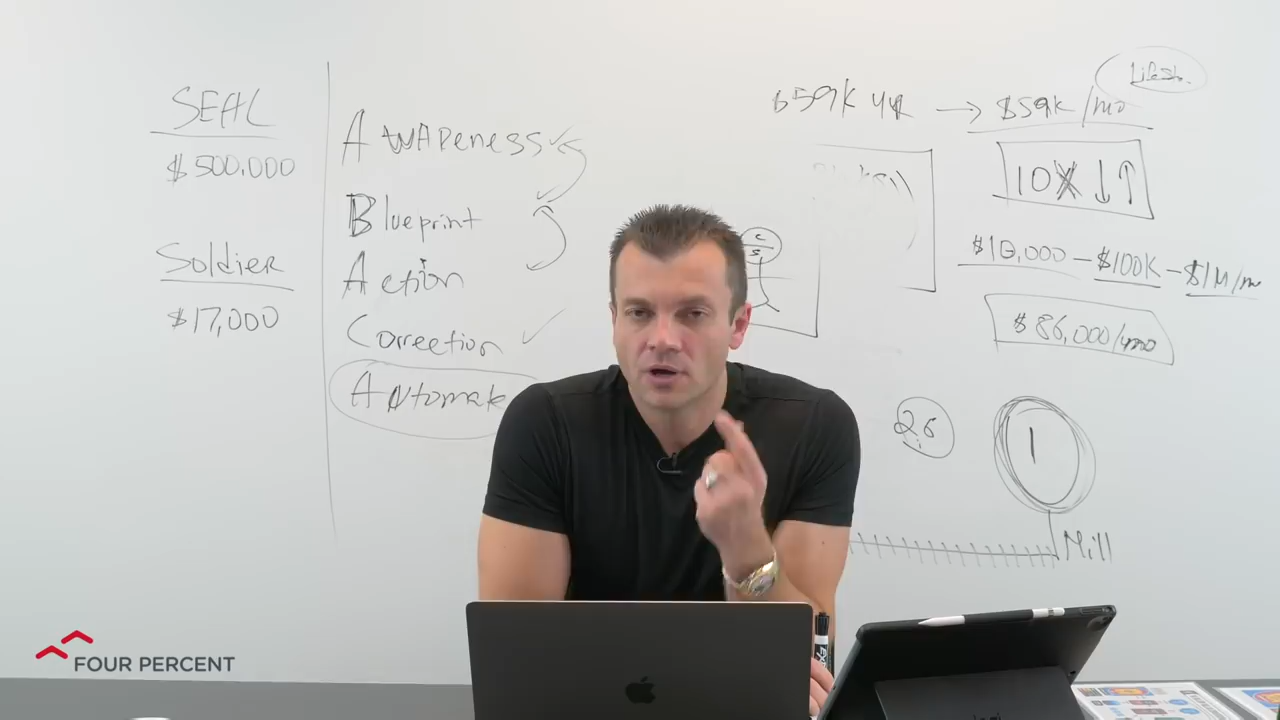 SEAL
$500,000
Soldier
$17,000
Awareness
Blueprint
Action
Correction
Automate
$59K YR → $59K/mo
10X ↓↑
$10,000 – $100K – $1M/mo
$86,000/mo
C
S
26
1
Mill
FOUR PERCENT